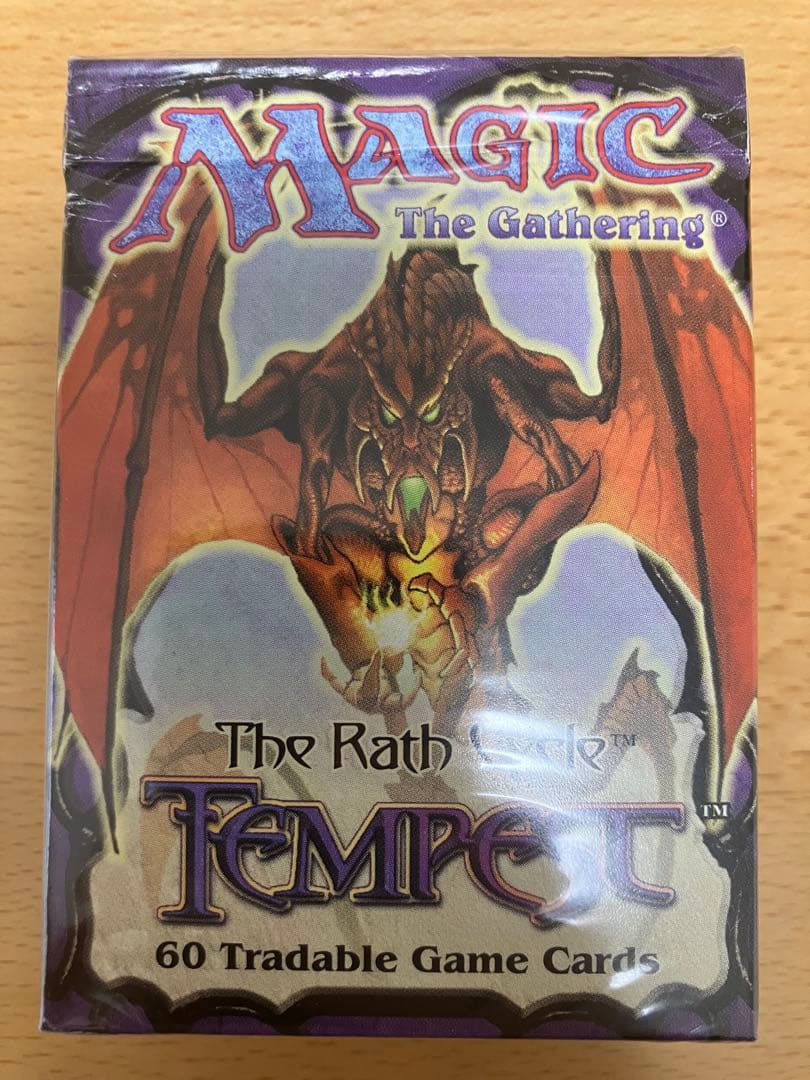 MAGIC
The Gathering®
The Rath Cycle™
TEMPEST™
60 Tradable Game Cards